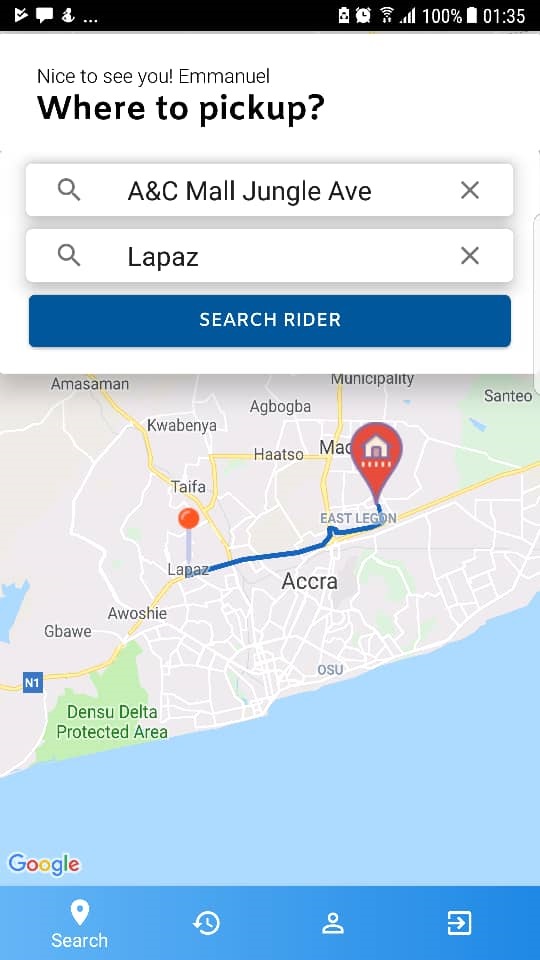 ... 100% 01:35
Nice to see you! Emmanuel
Where to pickup?
A&C Mall Jungle Ave
Lapaz
SEARCH RIDER
Amasaman
Municipality
Santeo
Agbogba
Kwabenya
Haatso
Mad
Taifa
EAST LEGON
Lapaz
Accra
Awoshie
Gbawe
OSU
N1
Densu Delta
Protected Area
Google
Search